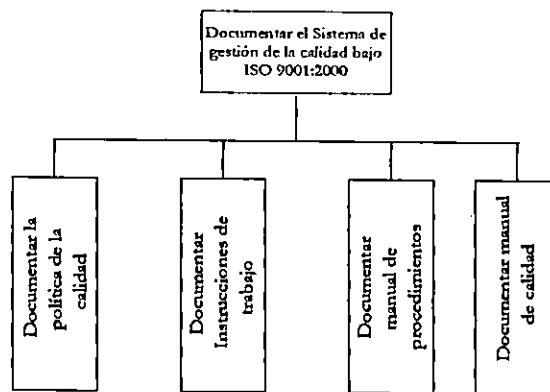 Documentar el Sistema de
gestión de la calidad bajo
ISO 9001:2000
Documentar la
política de la
calidad
Documentar
Instrucciones de
trabajo
Documentar
manual de
procedimientos
Documentar manual
de calidad